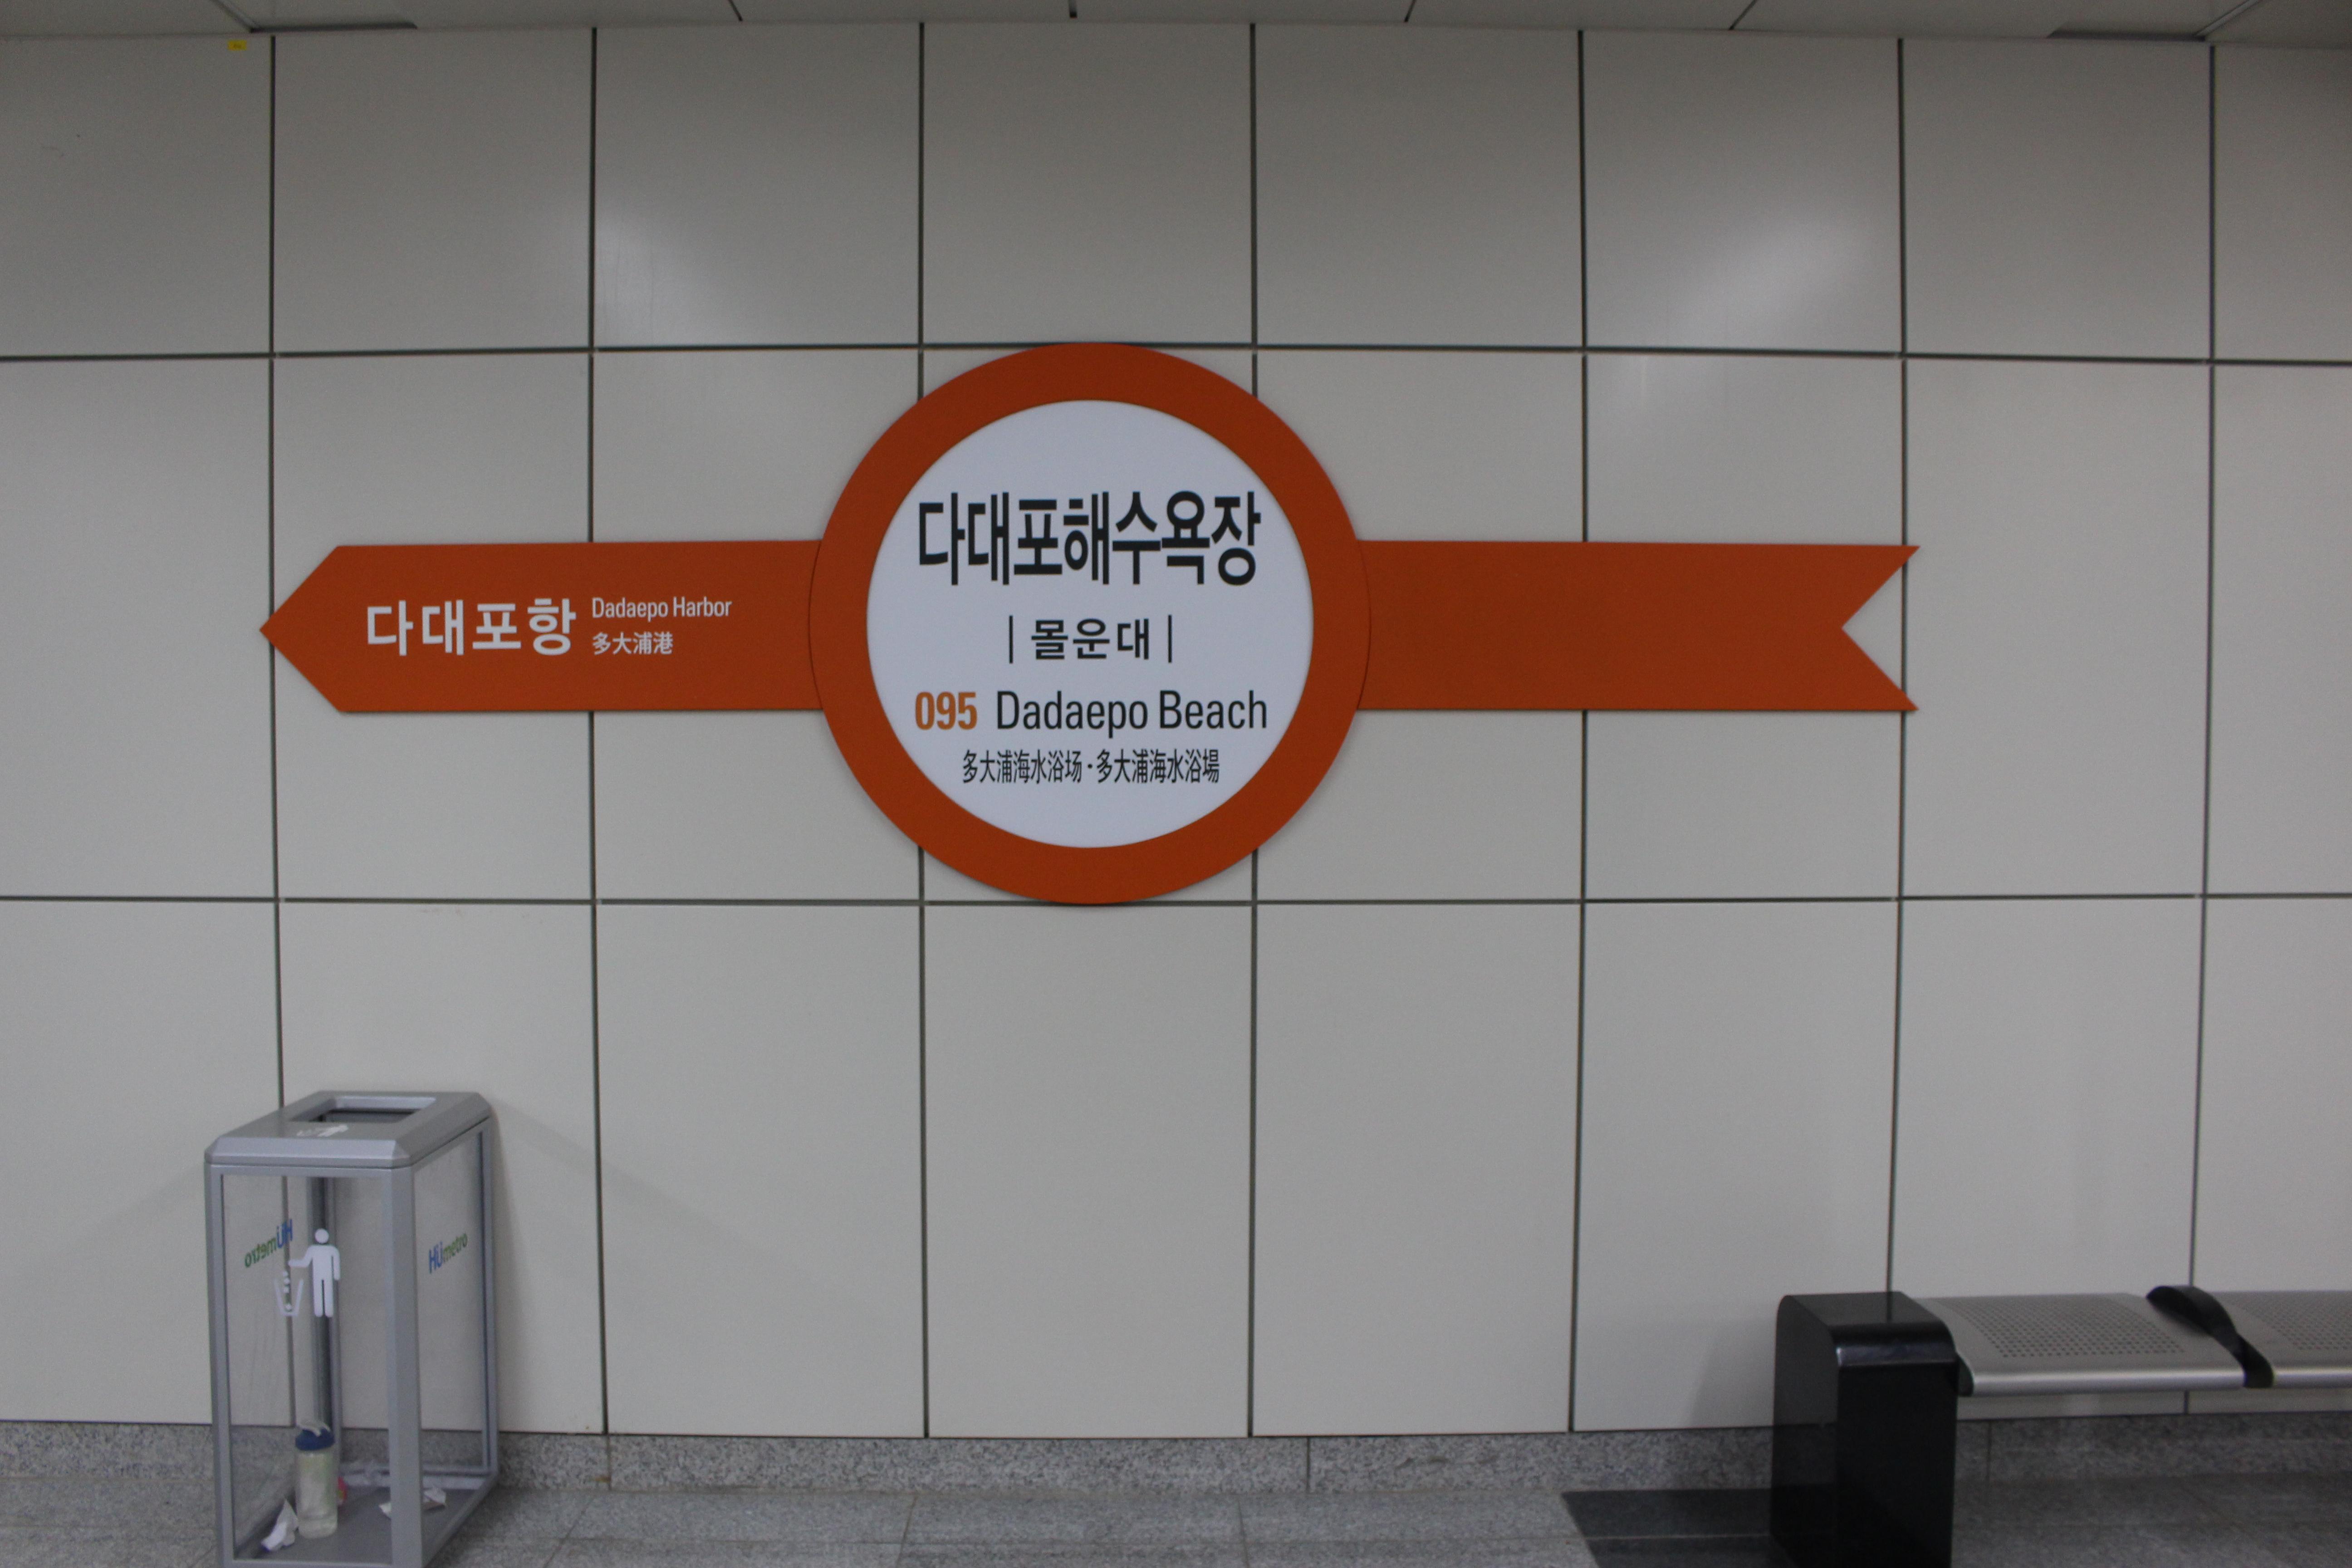 다대포항
Dadaepo Harbor
多大浦港
다대포해수욕장
| 몰운대 |
095 Dadaepo Beach
多大浦海水浴场·多大浦海水浴場
Humetro
Humetro